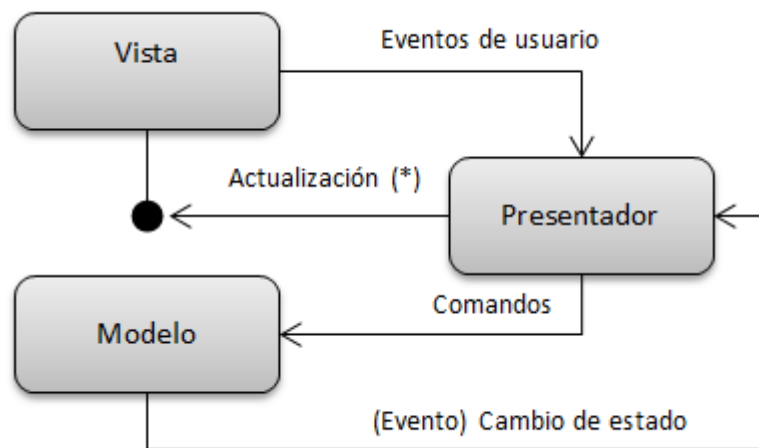 Vista
Eventos de usuario
Actualización (*)
Presentador
Comandos
Modelo
(Evento) Cambio de estado